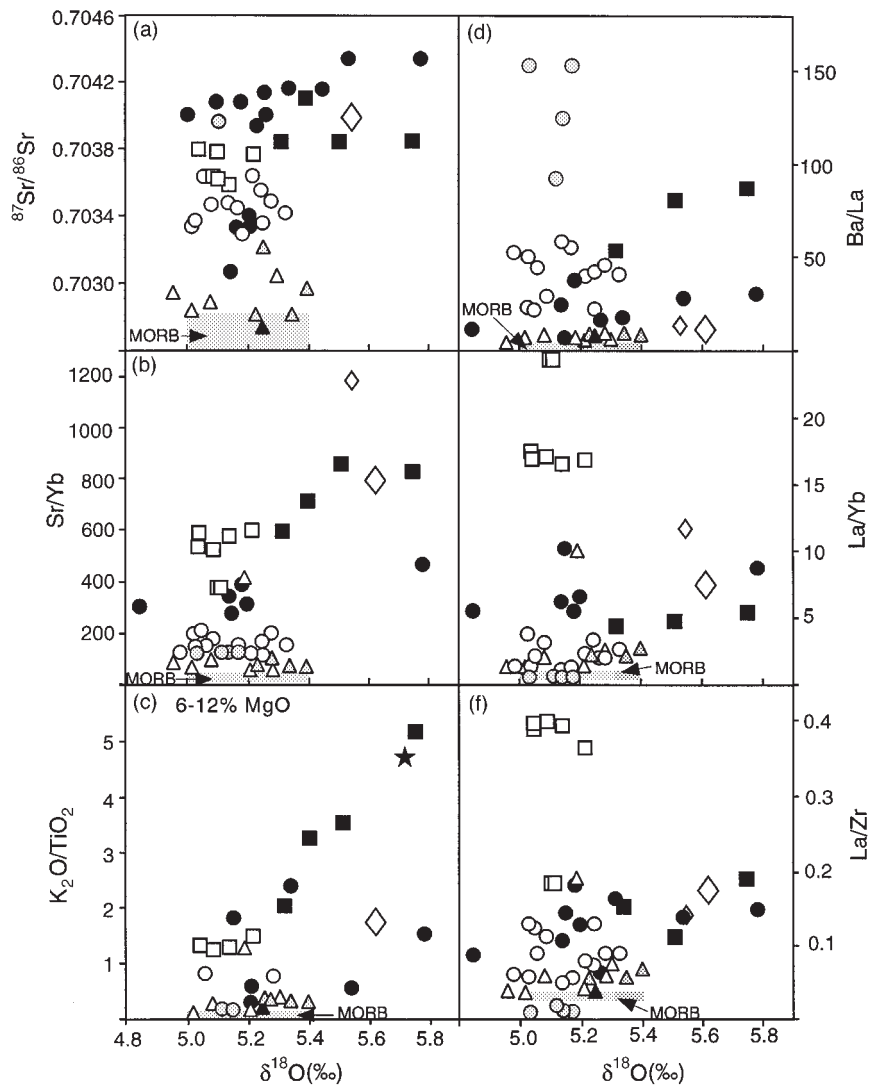 (a)
0.7046
0.7042
0.7038
0.7034
0.7030
⁸⁷Sr/⁸⁶Sr
MORB
(d)
150
100
50
Ba/La
MORB
(b)
1200
1000
800
600
400
200
Sr/Yb
MORB
20
15
10
5
La/Yb
MORB
(c) 6-12% MgO
5
4
3
2
1
K₂O/TiO₂
MORB
4.8 5.0 5.2 5.4 5.6 5.8
δ¹⁸O(‰)
(f)
0.4
0.3
0.2
0.1
La/Zr
MORB
5.0 5.2 5.4 5.6 5.8
δ¹⁸O(‰)